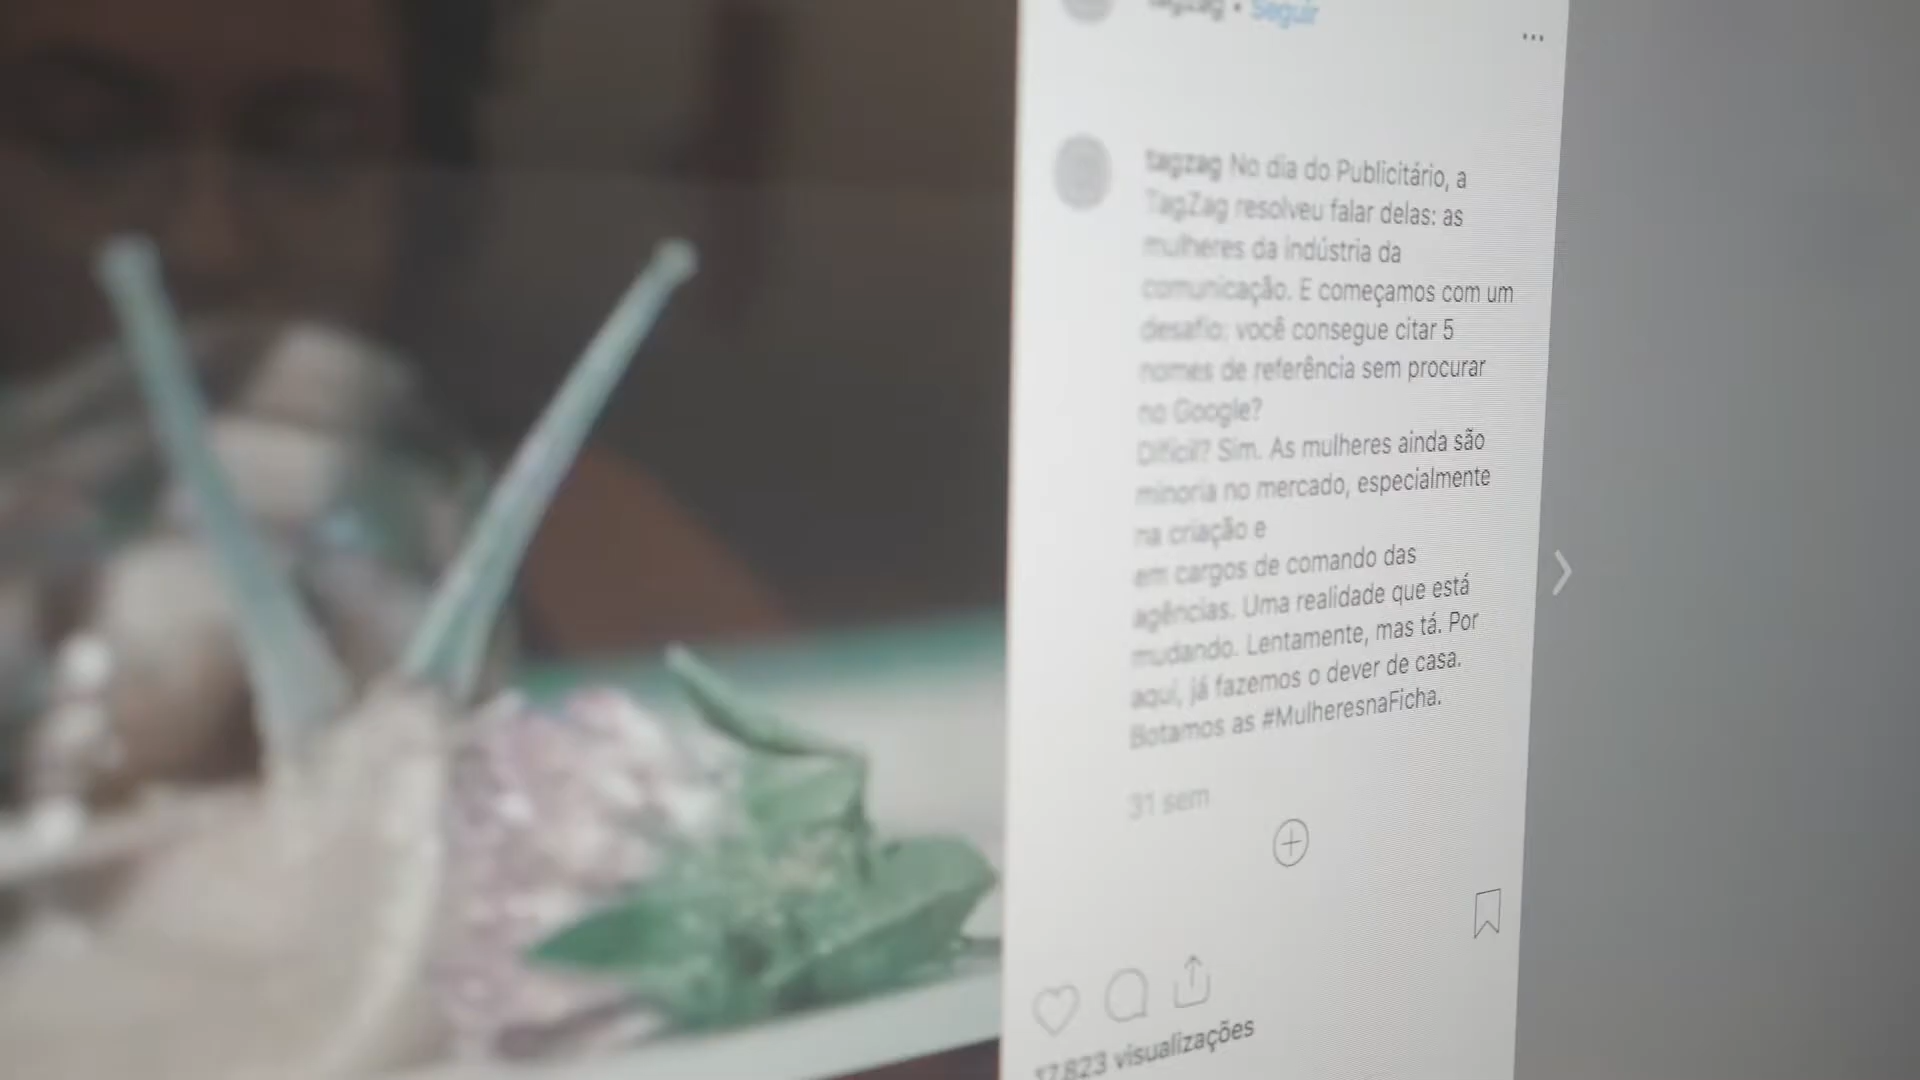 tagzag • Seguir
tagzag No dia do Publicitário, a
TagZag resolveu falar delas: as
mulheres da indústria da
comunicação. E começamos com um
desafio: você consegue citar 5
nomes de referência sem procurar
no Google?
Difícil? Sim. As mulheres ainda são
minoria no mercado, especialmente
na criação e
em cargos de comando das
agências. Uma realidade que está
mudando. Lentamente, mas tá. Por
aqui, já fazemos o dever de casa.
Botamos as #MulheresnaFicha.
31 sem
37.823 visualizações